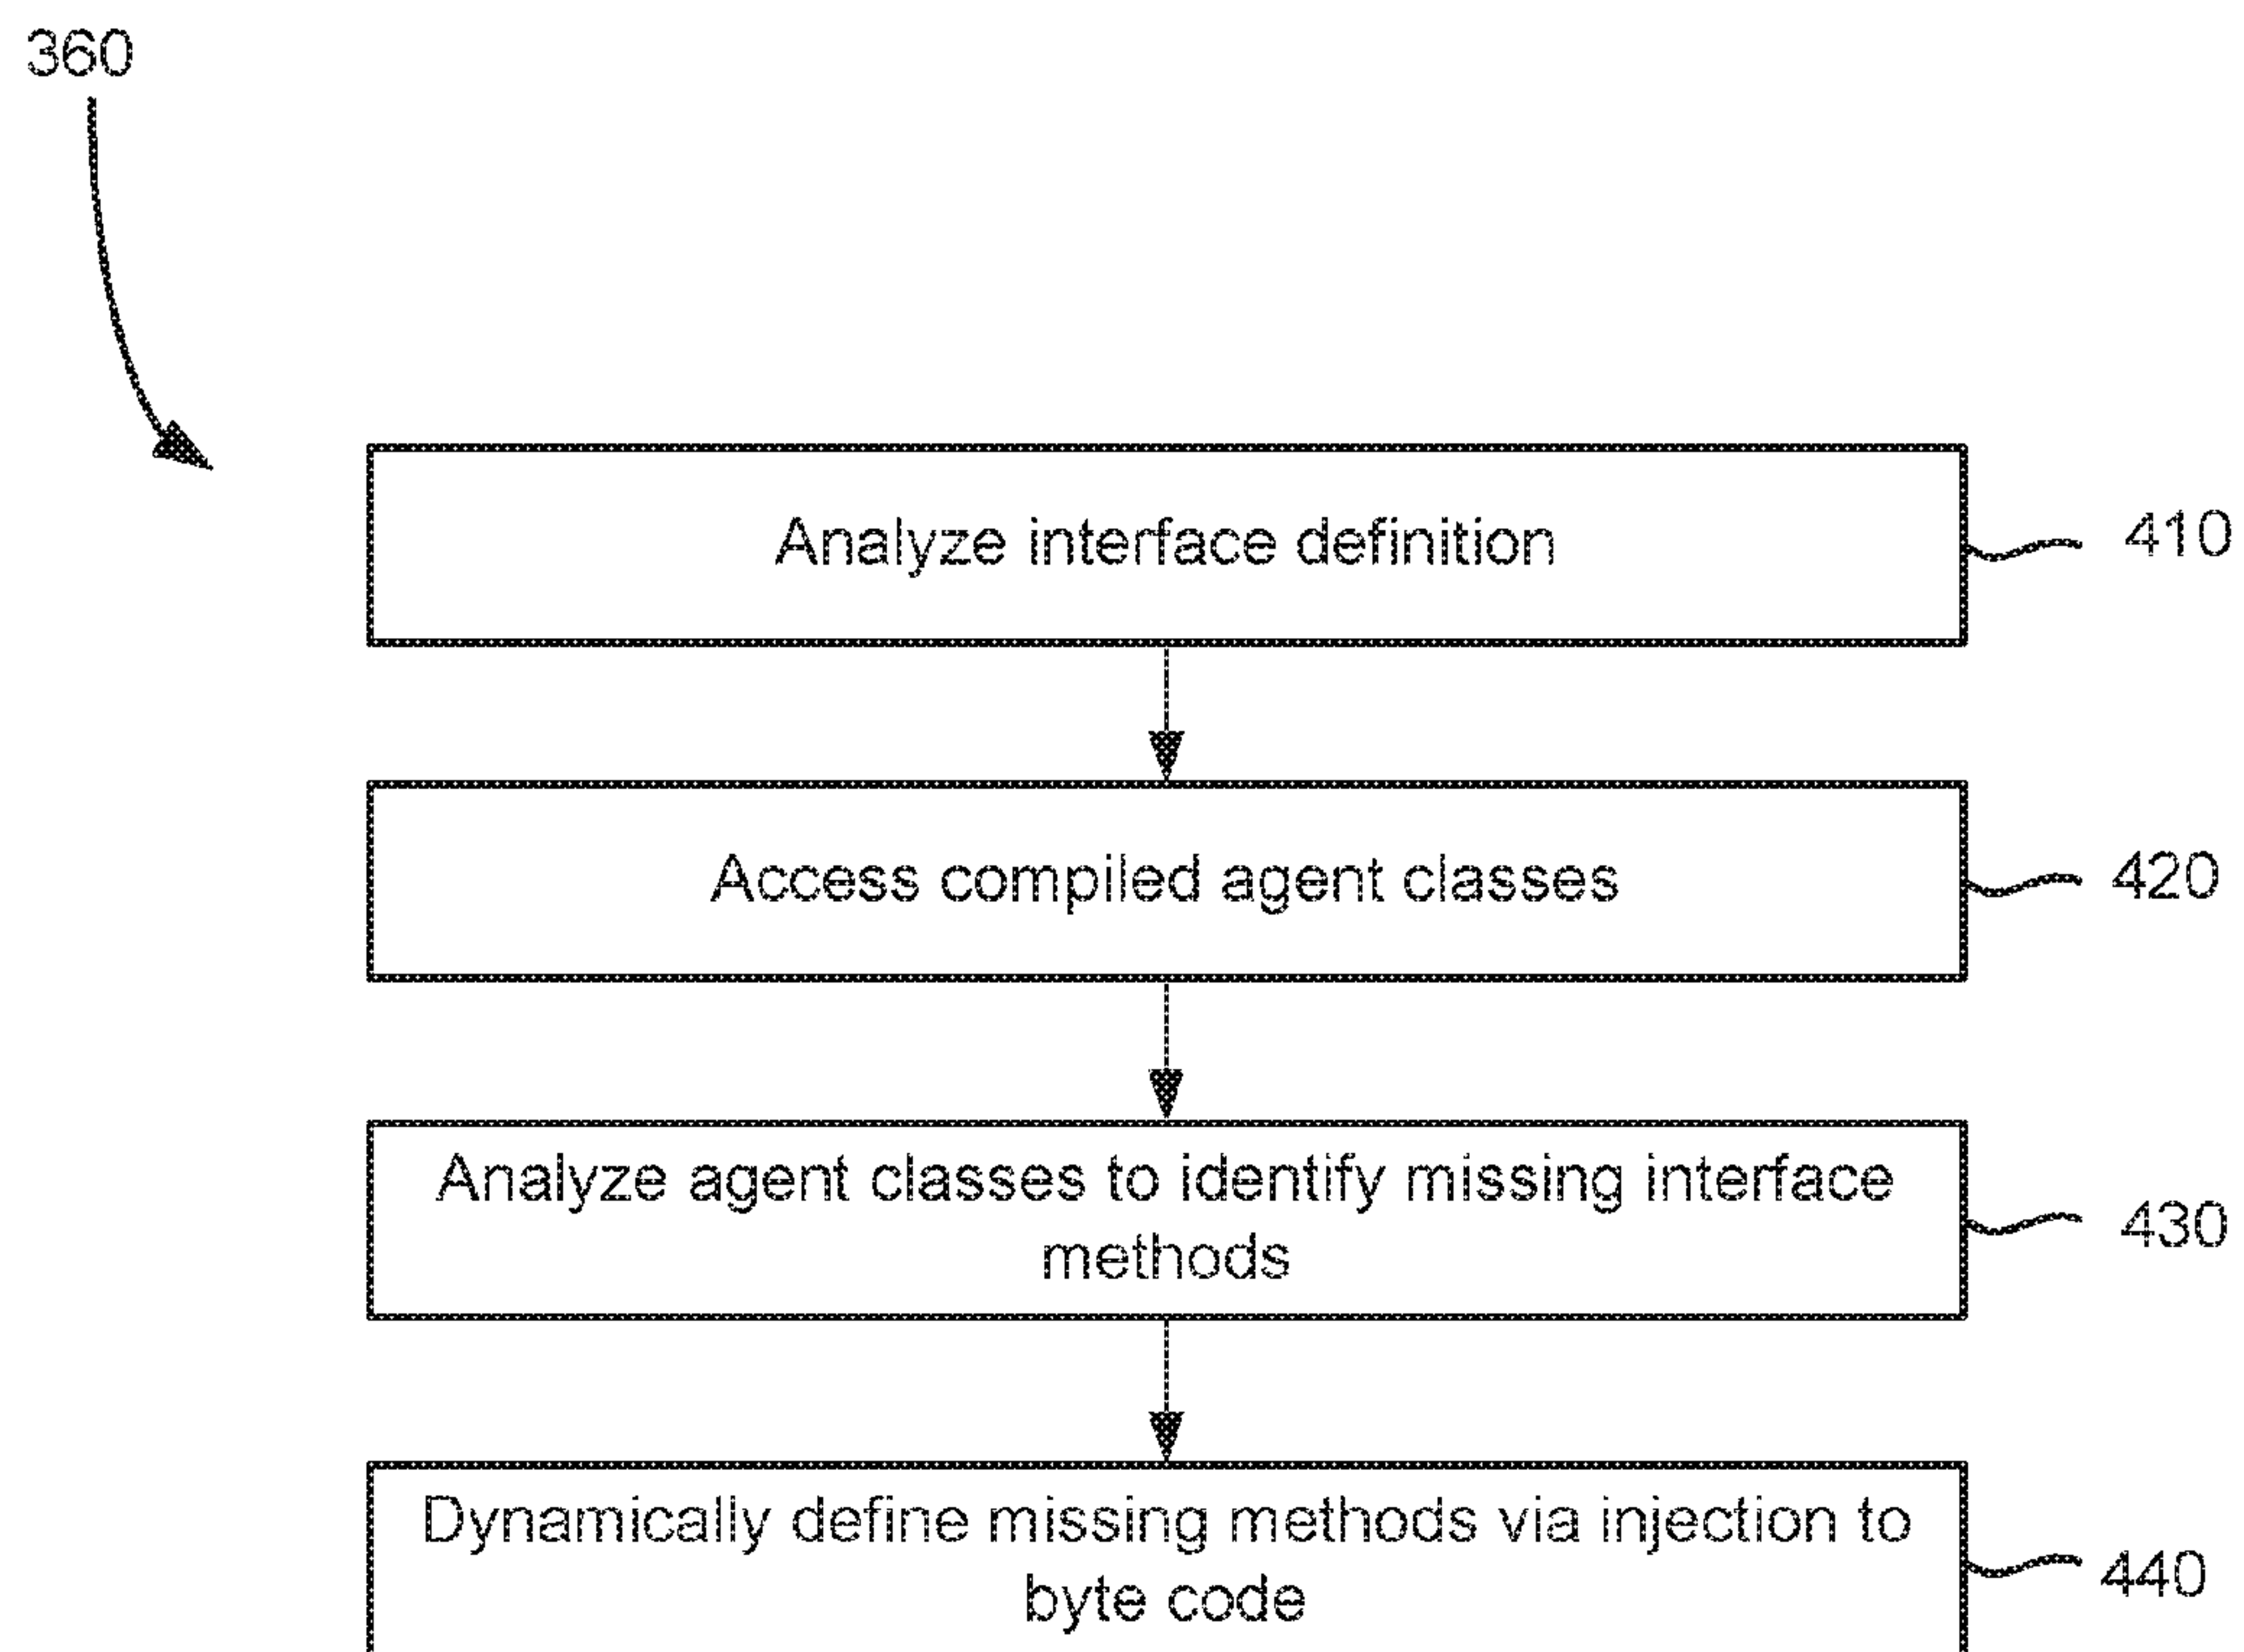 360
Analyze interface definition
410
Access compiled agent classes
420
Analyze agent classes to identify missing interface
methods
430
Dynamically define missing methods via injection to
byte code
440